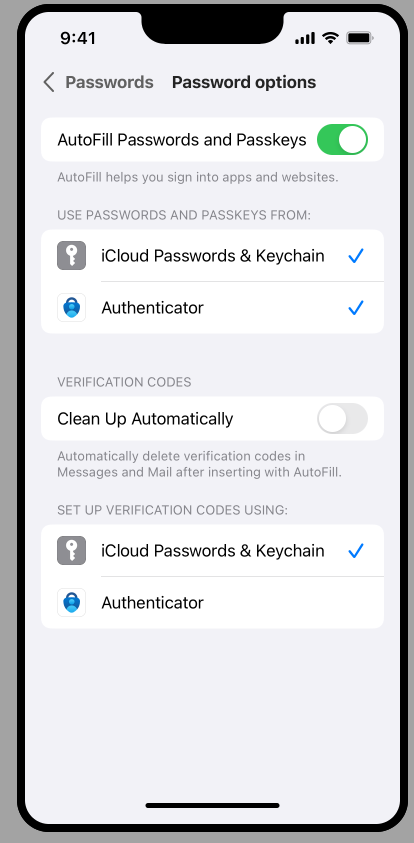 9:41
Passwords Password options
AutoFill Passwords and Passkeys
AutoFill helps you sign into apps and websites.
USE PASSWORDS AND PASSKEYS FROM:
iCloud Passwords & Keychain
Authenticator
VERIFICATION CODES
Clean Up Automatically
Automatically delete verification codes in
Messages and Mail after inserting with AutoFill.
SET UP VERIFICATION CODES USING:
iCloud Passwords & Keychain
Authenticator